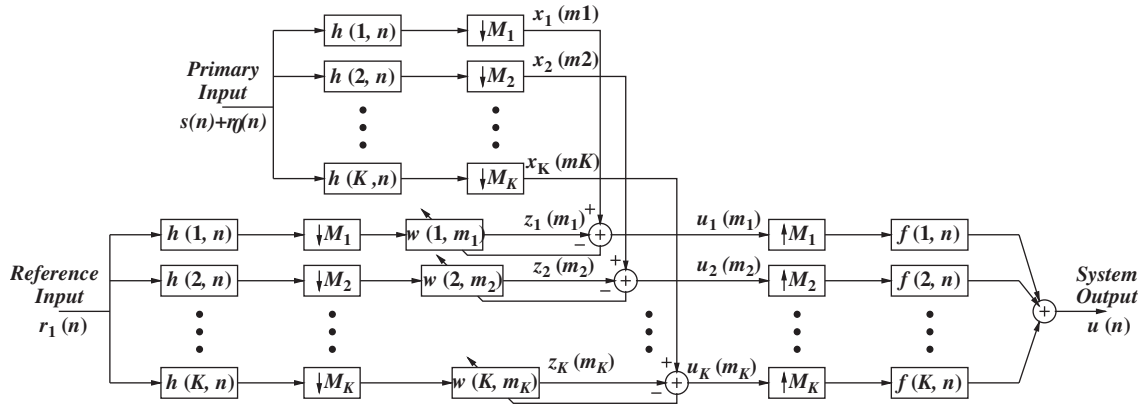 h (1, n) ↓M1 x1 (m1)
h (2, n) ↓M2 x2 (m2)
Primary
Input
s(n)+r0(n)
h (K ,n) ↓MK xK (mK)
+
h (1, n) ↓M1 w (1, m1) z1 (m1) − + u1 (m1) ↑M1 f (1, n)
+
h (2, n) ↓M2 w (2, m2) z2 (m2) − + u2 (m2) ↑M2 f (2, n)
Reference
Input
r1 (n)
System
Output
+ u (n)
+
h (K, n) ↓MK w (K, mK) zK (mK) − + uK (mK) ↑MK f (K, n)